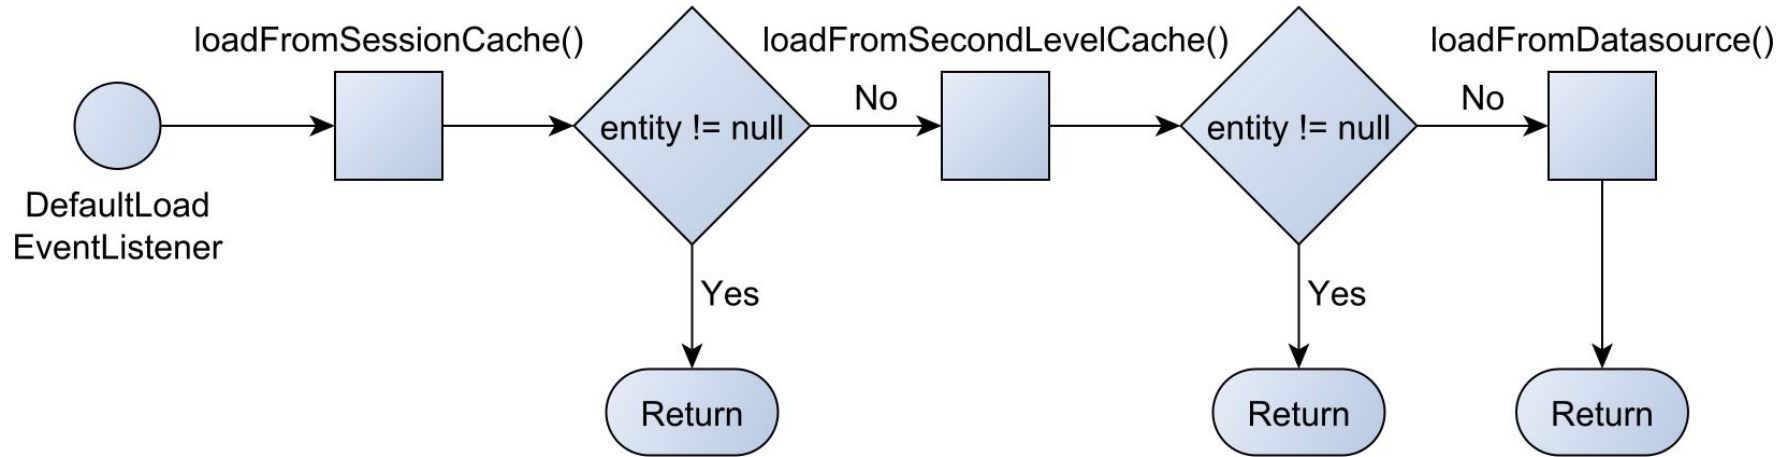 loadFromSessionCache()
loadFromSecondLevelCache()
loadFromDatasource()
DefaultLoad
EventListener
entity != null
No
entity != null
No
Yes
Yes
Return
Return
Return